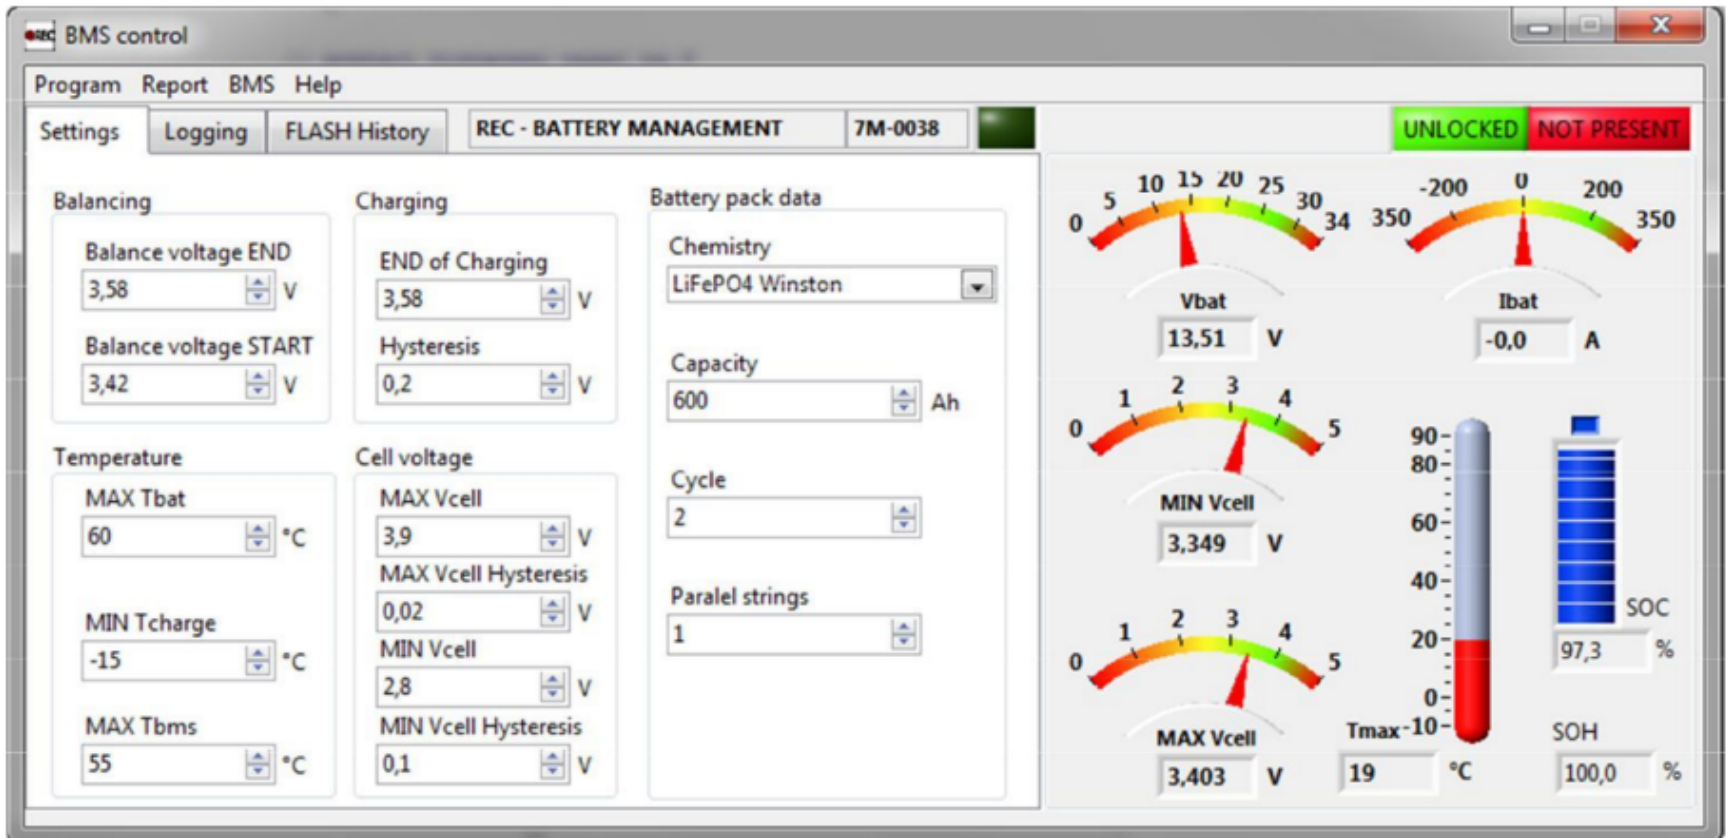 REC BMS control
Program Report BMS Help
Settings Logging FLASH History REC - BATTERY MANAGEMENT 7M-0038 UNLOCKED NOT PRESENT
Balancing
Balance voltage END
3,58 V
Balance voltage START
3,42 V
Charging
END of Charging
3,58 V
Hysteresis
0,2 V
Temperature
MAX Tbat
60 °C
MIN Tcharge
-15 °C
MAX Tbms
55 °C
Cell voltage
MAX Vcell
3,9 V
MAX Vcell Hysteresis
0,02 V
MIN Vcell
2,8 V
MIN Vcell Hysteresis
0,1 V
Battery pack data
Chemistry
LiFePO4 Winston
Capacity
600 Ah
Cycle
2
Paralel strings
1
0 5 10 15 20 25 30 34
Vbat
13,51 V
350 -200 0 200 350
Ibat
-0,0 A
0 1 2 3 4 5
MIN Vcell
3,349 V
0 1 2 3 4 5
MAX Vcell
3,403 V
90
80
60
40
20
0
-10
Tmax
19 °C
SOC
97,3 %
SOH
100,0 %